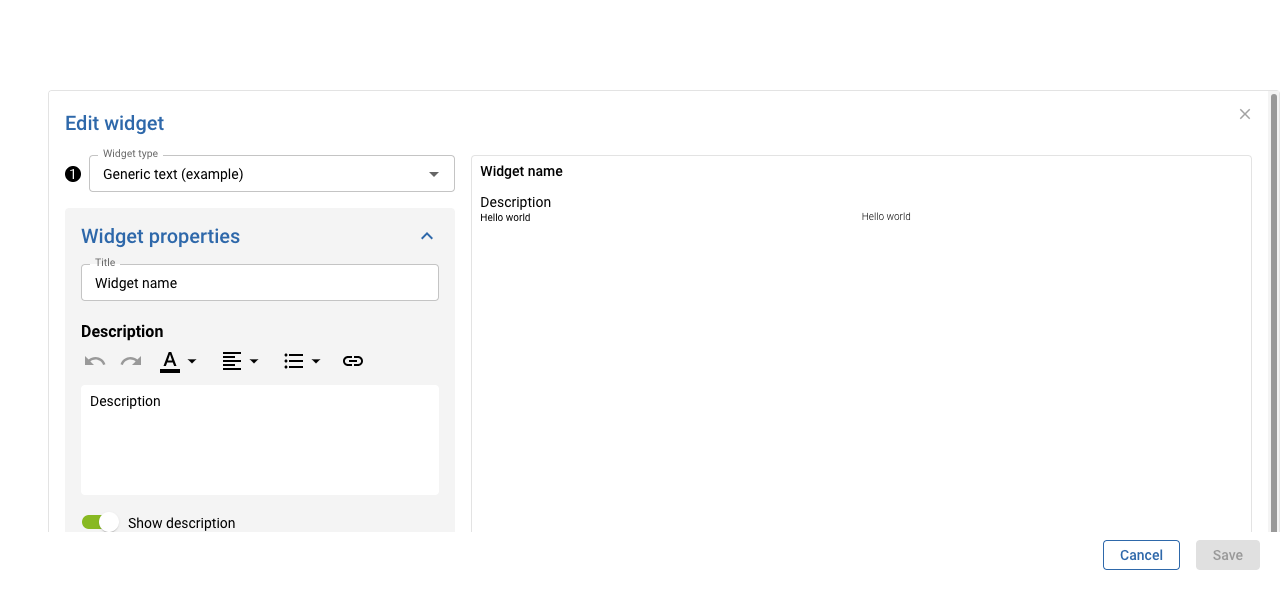 Edit widget
Widget type
1
Generic text (example)
Widget properties
Title
Widget name
Description
A
Description
Show description
Widget name
Description
Hello world
Hello world
Cancel
Save